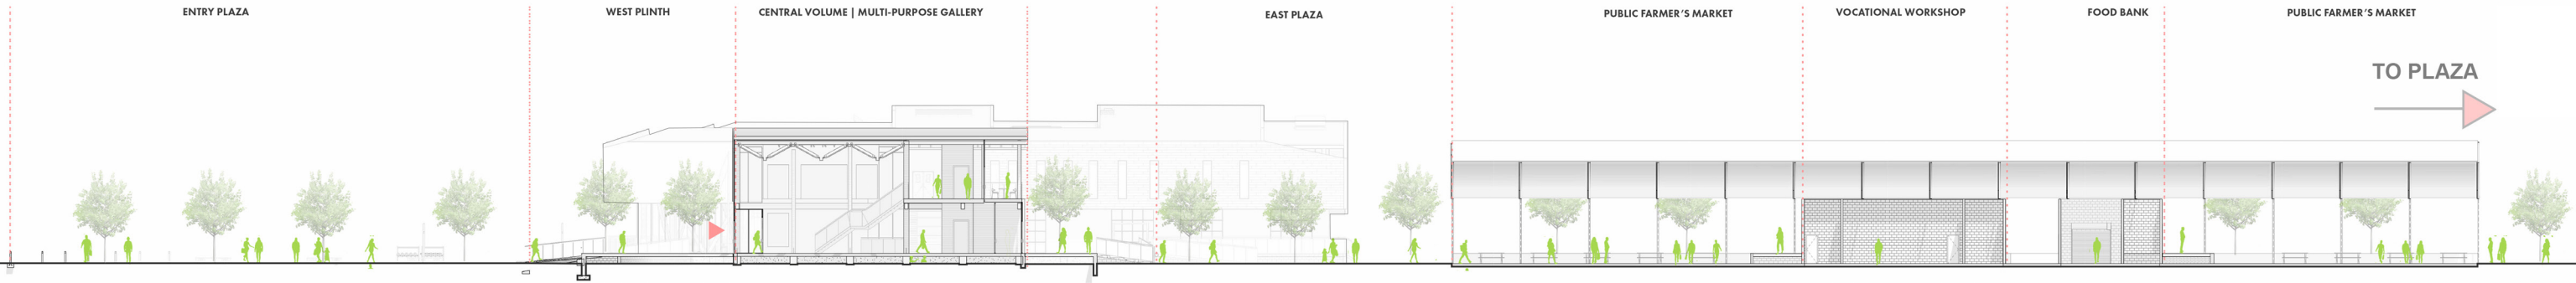 ENTRY PLAZA
WEST PLINTH
CENTRAL VOLUME | MULTI-PURPOSE GALLERY
EAST PLAZA
PUBLIC FARMER'S MARKET
VOCATIONAL WORKSHOP
FOOD BANK
PUBLIC FARMER'S MARKET
TO PLAZA